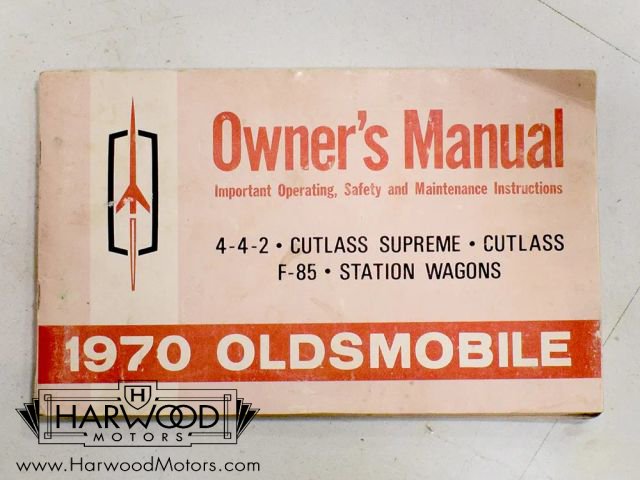 Owner's Manual
Important Operating, Safety and Maintenance Instructions
4-4-2 • CUTLASS SUPREME • CUTLASS
F-85 • STATION WAGONS
1970 OLDSMOBILE
H
HARWOOD
MOTORS
www.HarwoodMotors.com